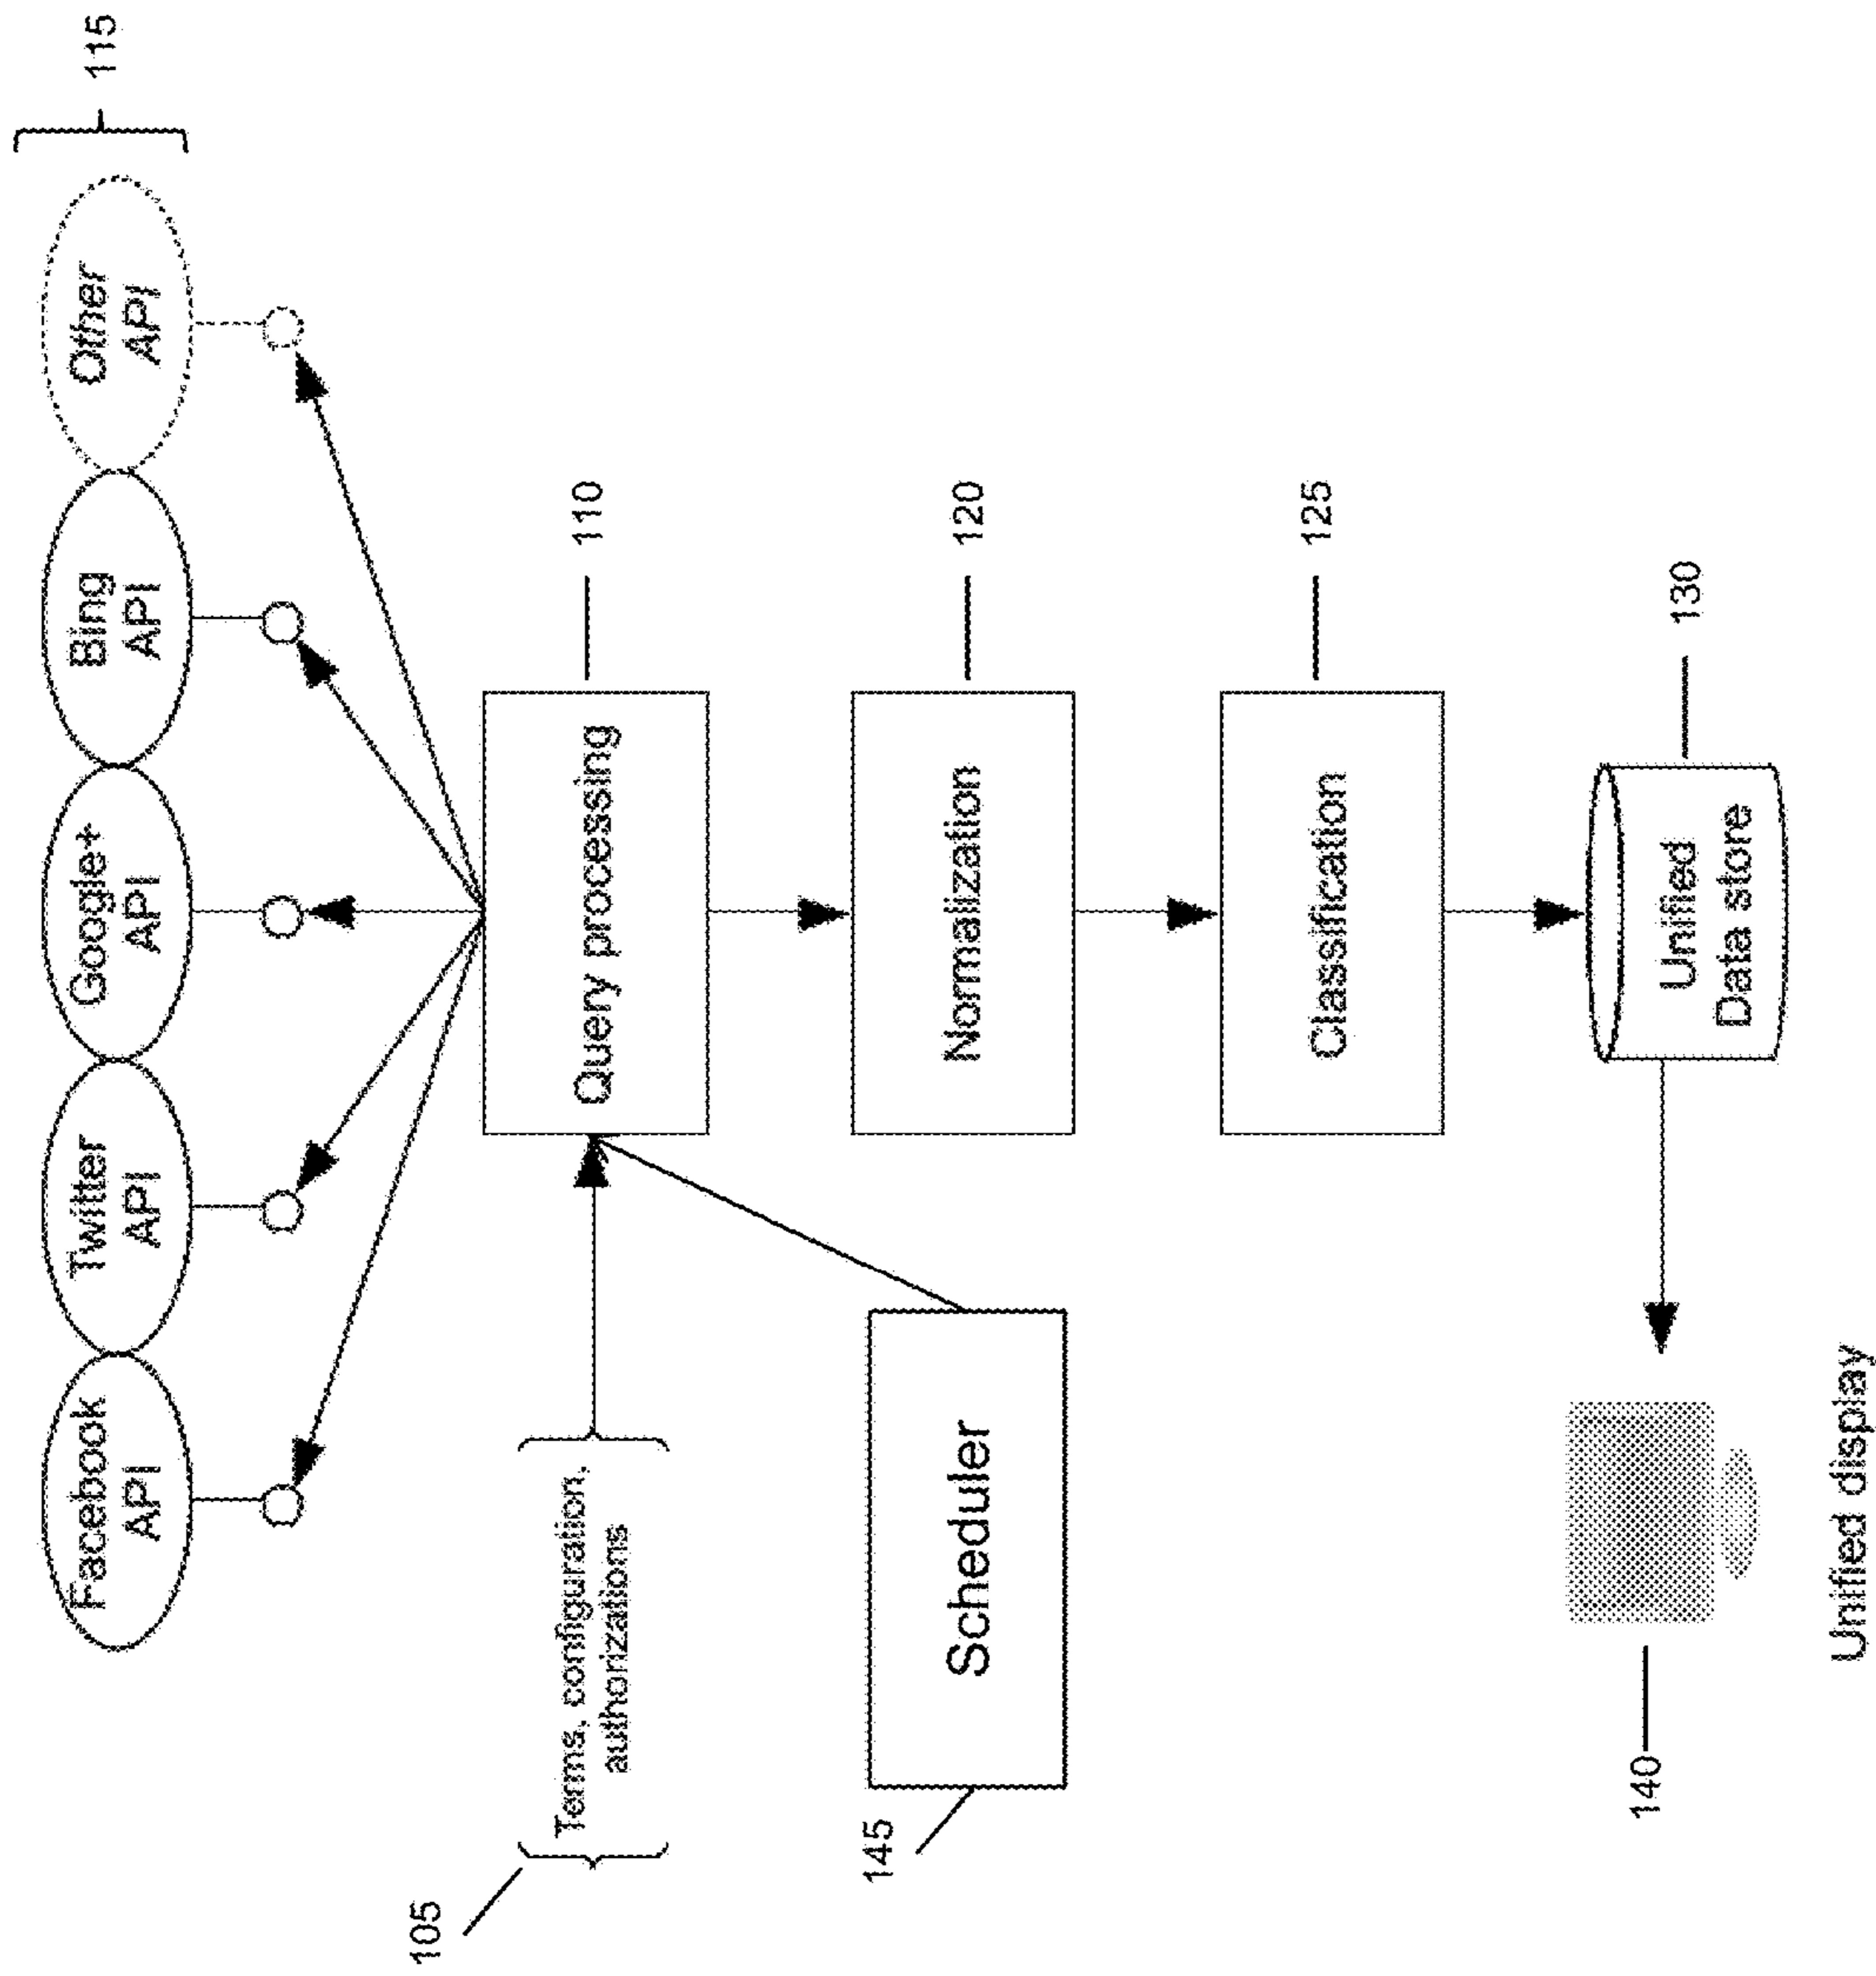 115
Facebook
API
Twitter
API
Google+
API
Bing
API
Other
API
105
Terms, configuration,
authorizations
Query processing
110
145
Scheduler
Normalization
120
Classification
125
140
Unified
Data store
130
Unified display